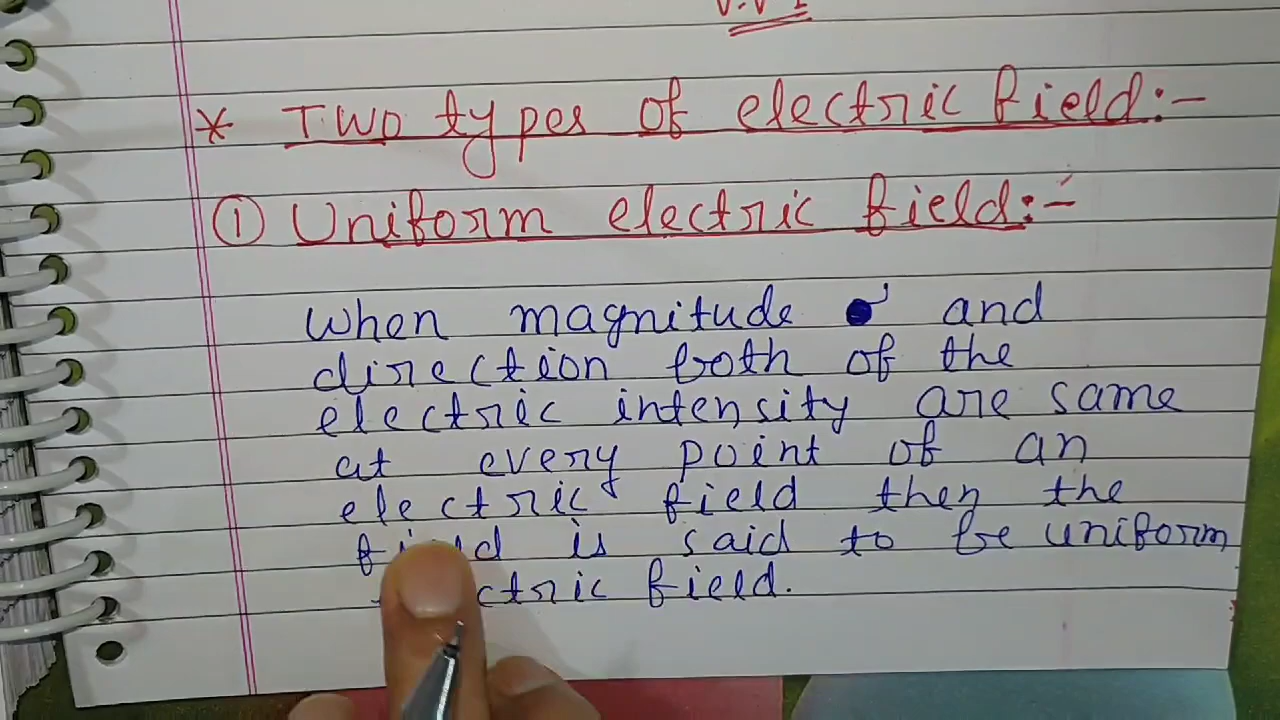 * Two types of electric field:-
① Uniform electric field:-
When magnitude and
direction both of the
electric intensity are same
at every point of an
electric field then the
field is said to be uniform
field.